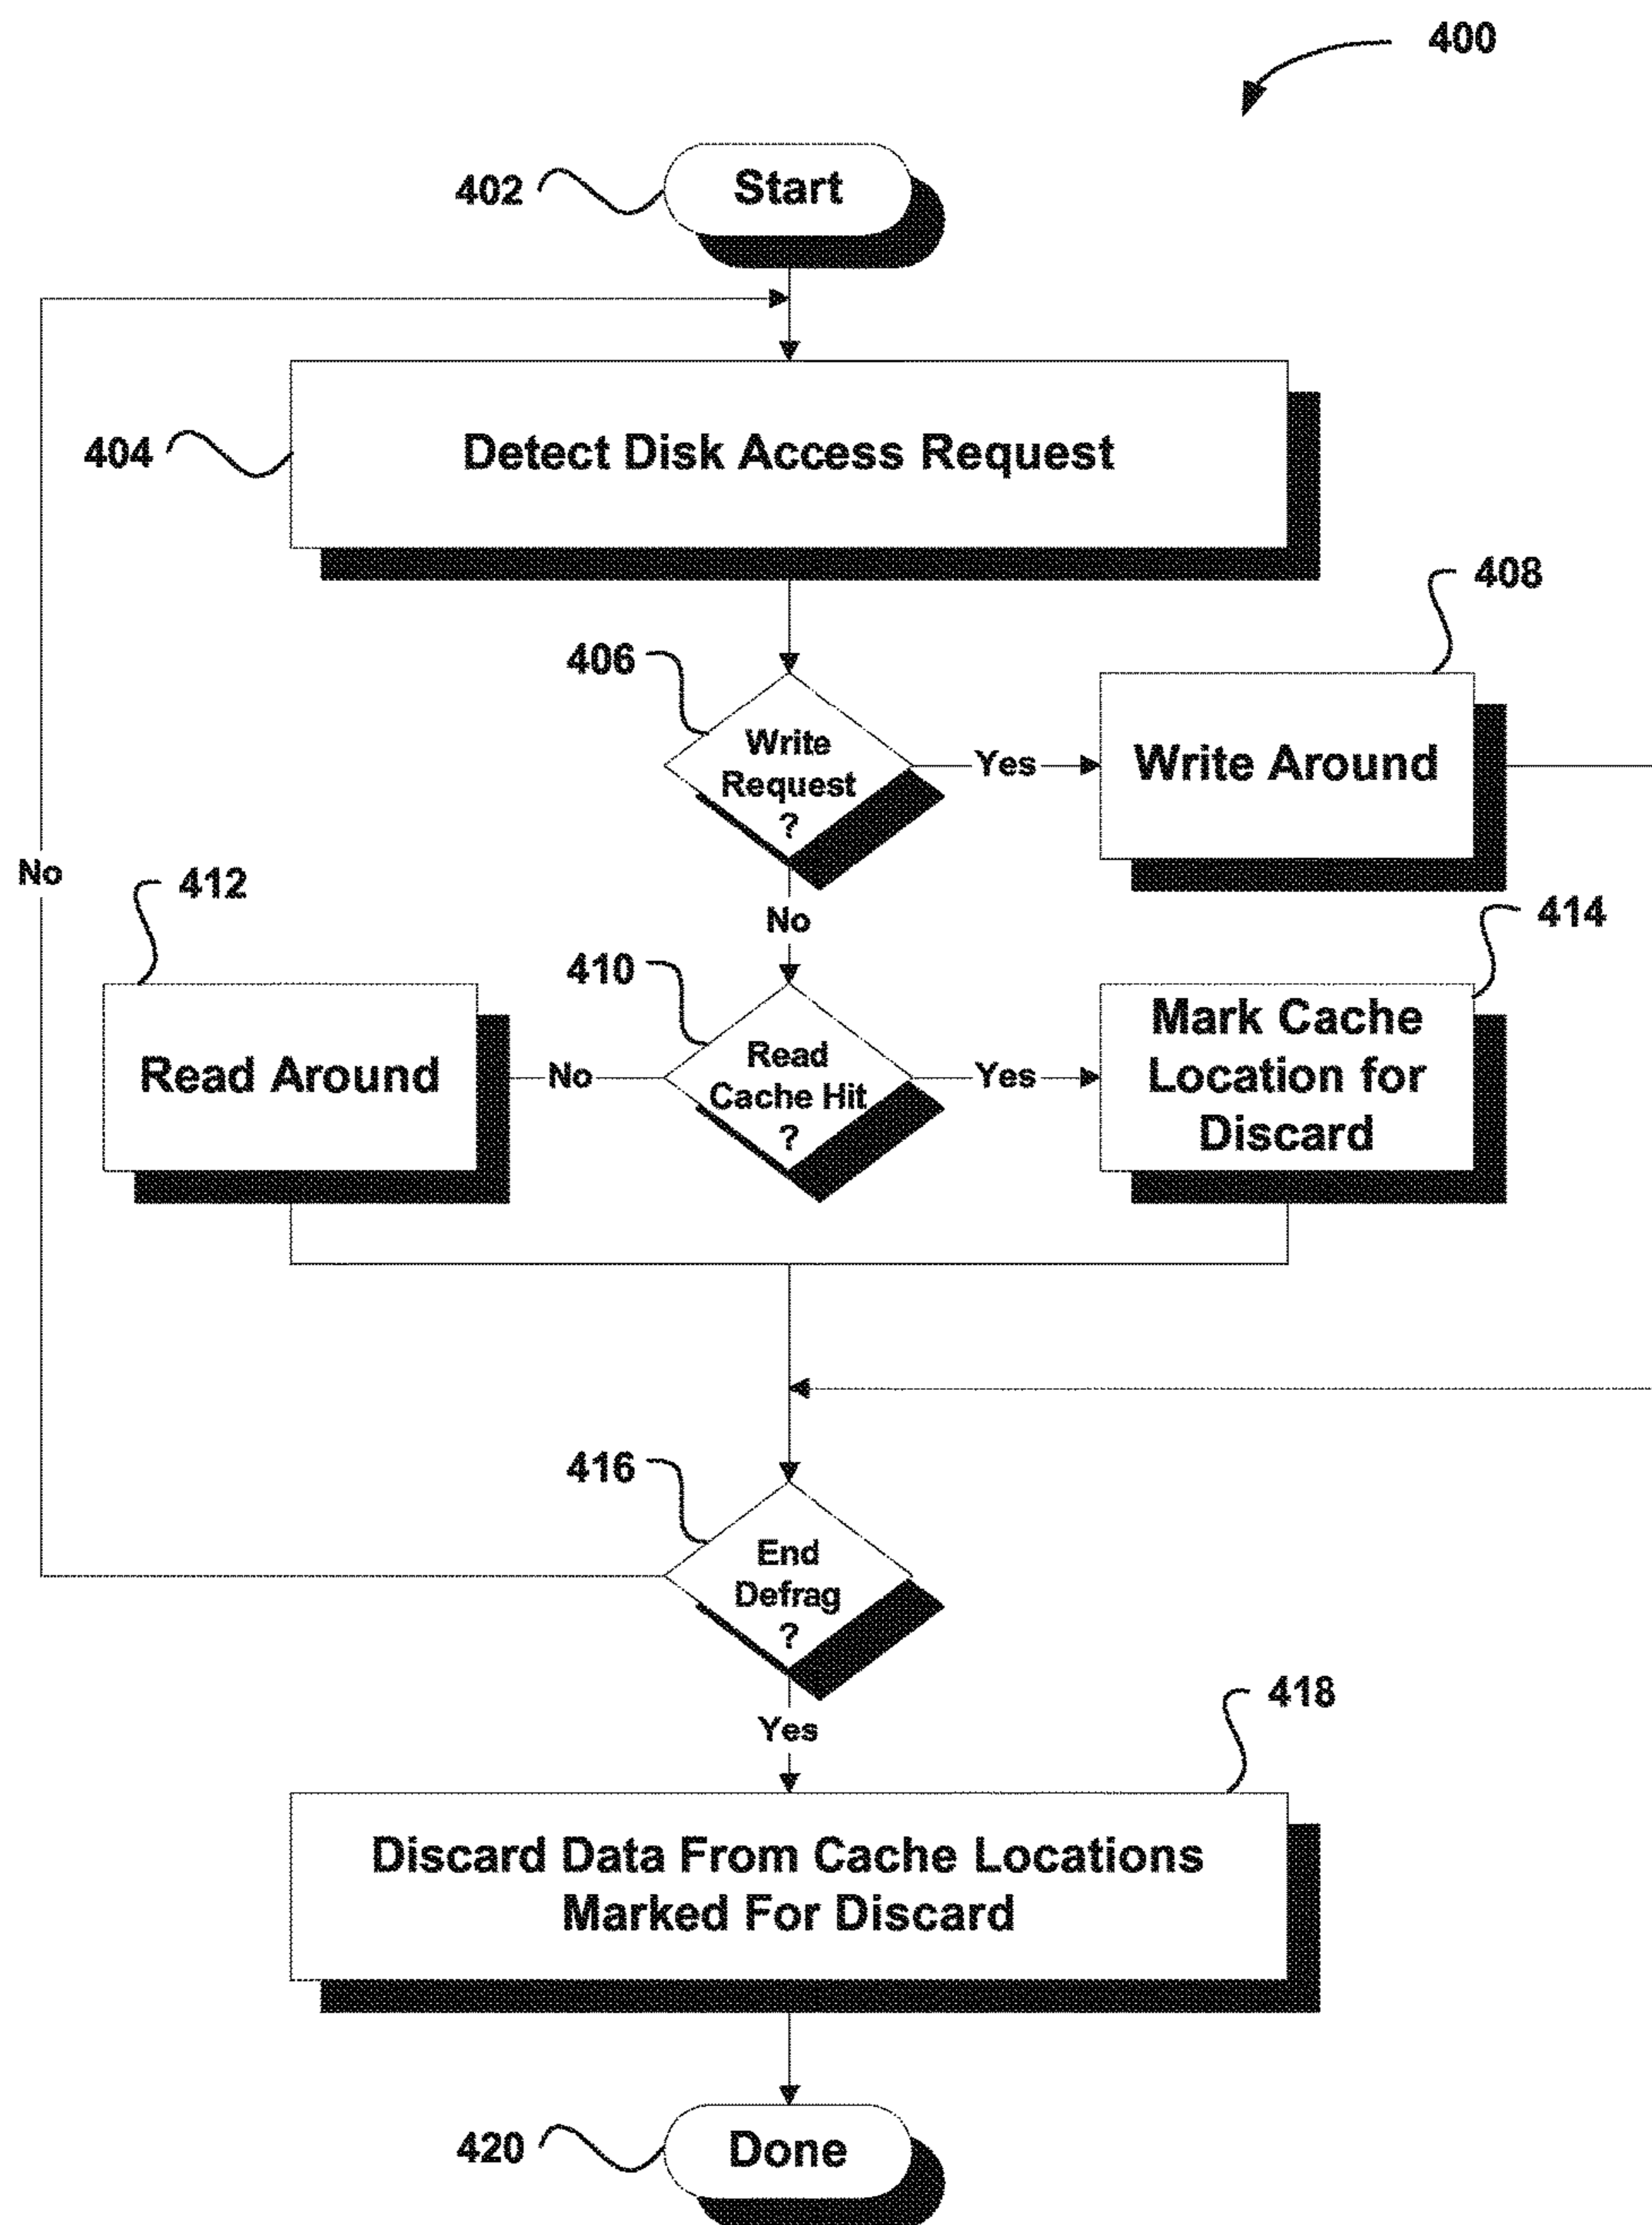 400
402
Start
404
Detect Disk Access Request
408
406
Write
Request
?
Yes
Write Around
No
412
No
414
410
Read Around
No
Read
Cache Hit
?
Yes
Mark Cache
Location for
Discard
416
End
Defrag
?
418
Yes
Discard Data From Cache Locations
Marked For Discard
420
Done